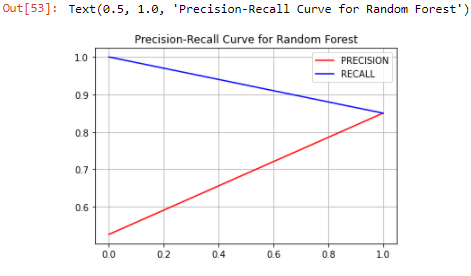 Out[53]: Text(0.5, 1.0, 'Precision-Recall Curve for Random Forest')
Precision-Recall Curve for Random Forest
PRECISION
RECALL
1.0
0.9
0.8
0.7
0.6
0.0 0.2 0.4 0.6 0.8 1.0